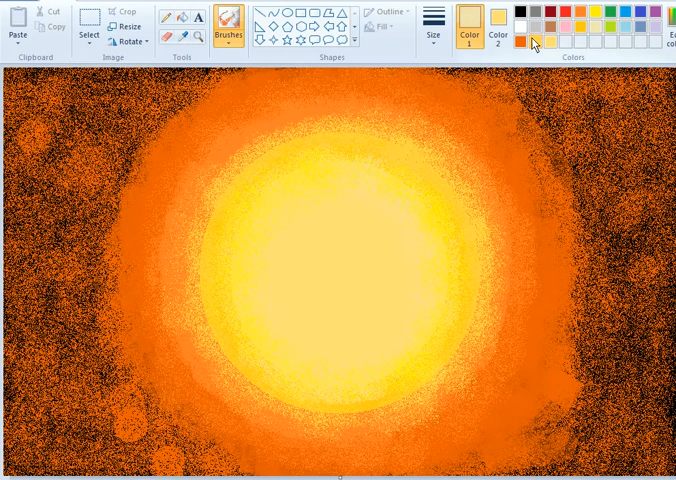 Cut
Copy
Paste
Clipboard
Crop
Resize
Rotate
Select
Image
A
Tools
Brushes
Outline
Fill
Shapes
Size
Color
1
Color
2
Colors